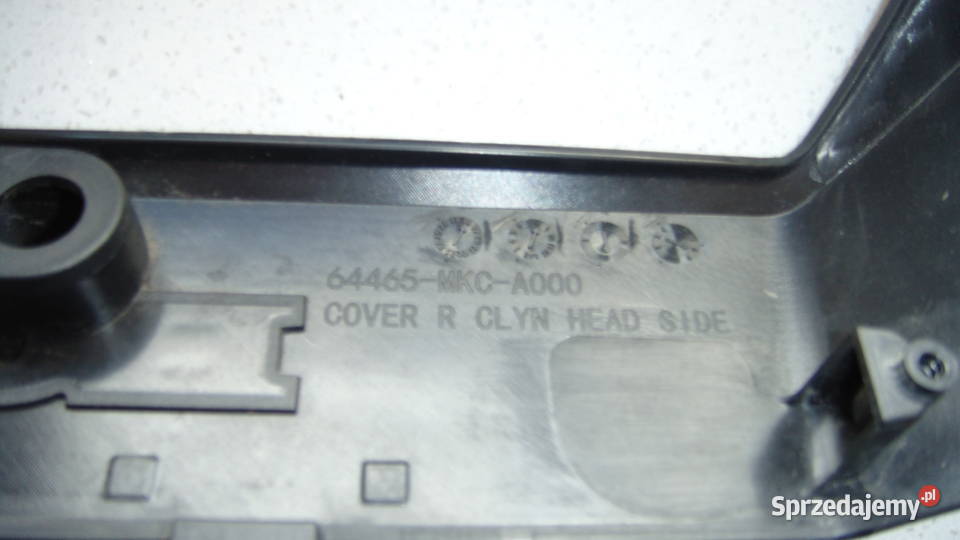 64465-MKC-A000
COVER R CLYN HEAD SIDE
Sprzedajemy.pl